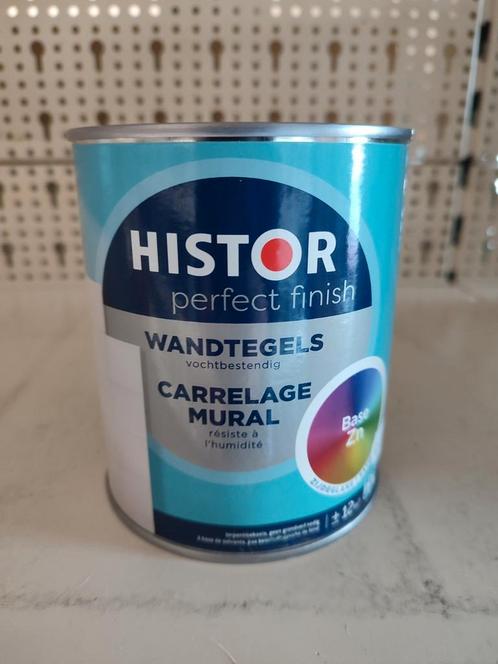 HISTOR
perfect finish
WANDTEGELS
vochtbestendig
CARRELAGE
MURAL
résiste à
l'humidité
Base
Zn
± 12